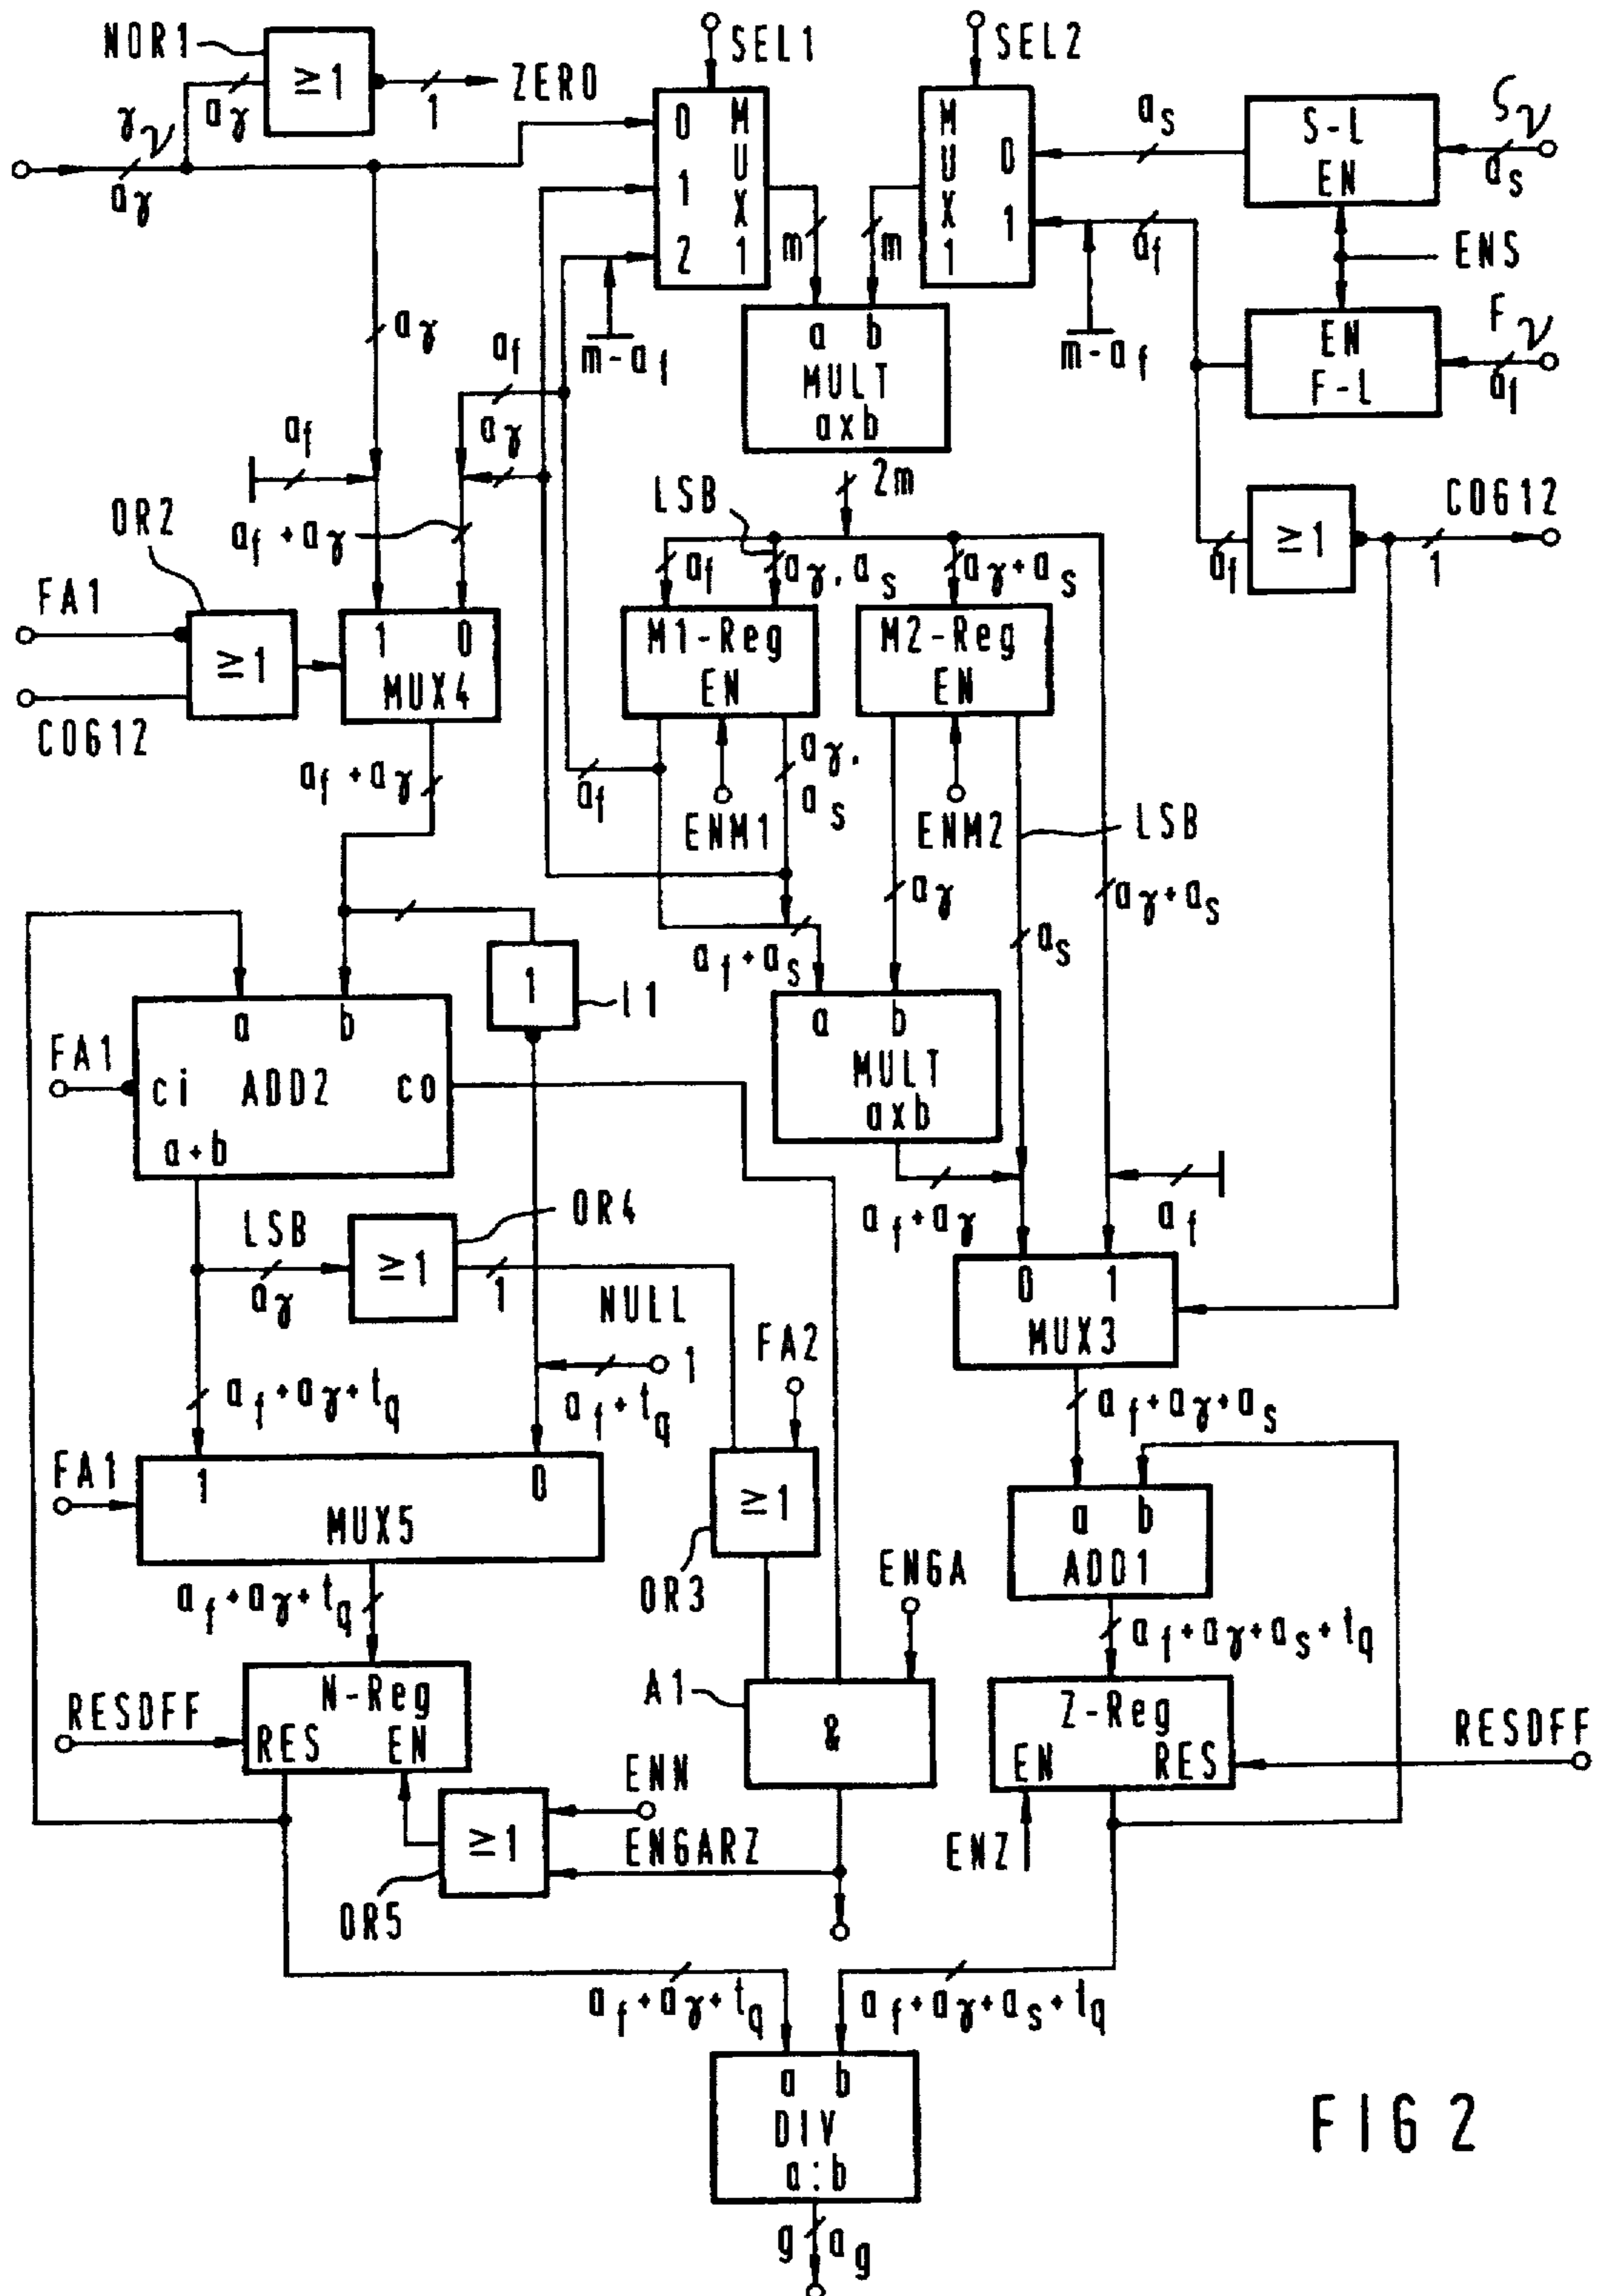 NOR1
≥1
ZERO
1
aγ
γν
aγ
SEL1
0 M
U
1 X
2 1
SEL2
M
U 0
X 1
1
as
S-L
EN
Sν
as
ENS
m
m
af
m-af
m-af
EN
F-L
Fν
af
a b
MULT
axb
2m
aγ
af
aγ
af
af+aγ
OR2
FA1
COG12
≥1
1 0
MUX4
af+aγ
LSB
af
aγ, as
aγ+as
M1-Reg
EN
M2-Reg
EN
af
≥1
1
COG12
af
ENM1
aγ, as
ENM2
LSB
aγ
as
aγ+as
af+as
1
I1
a b
ci ADD2 co
a+b
FA1
a b
MULT
axb
af+aγ
af
LSB
aγ
≥1
OR4
1
NULL
1
af+tq
af+aγ+tq
FA2
0 1
MUX3
af+aγ+as
FA1
1 0
MUX5
≥1
OR3
a b
ADD1
af+aγ+tq
ENGA
af+aγ+as+tq
RESDFF
N-Reg
RES EN
A1
&
Z-Reg
EN RES
RESDFF
ENN
ENGARZ
≥1
OR5
ENZ
af+aγ+tq
af+aγ+as+tq
a b
DIV
a:b
g ag
FIG 2